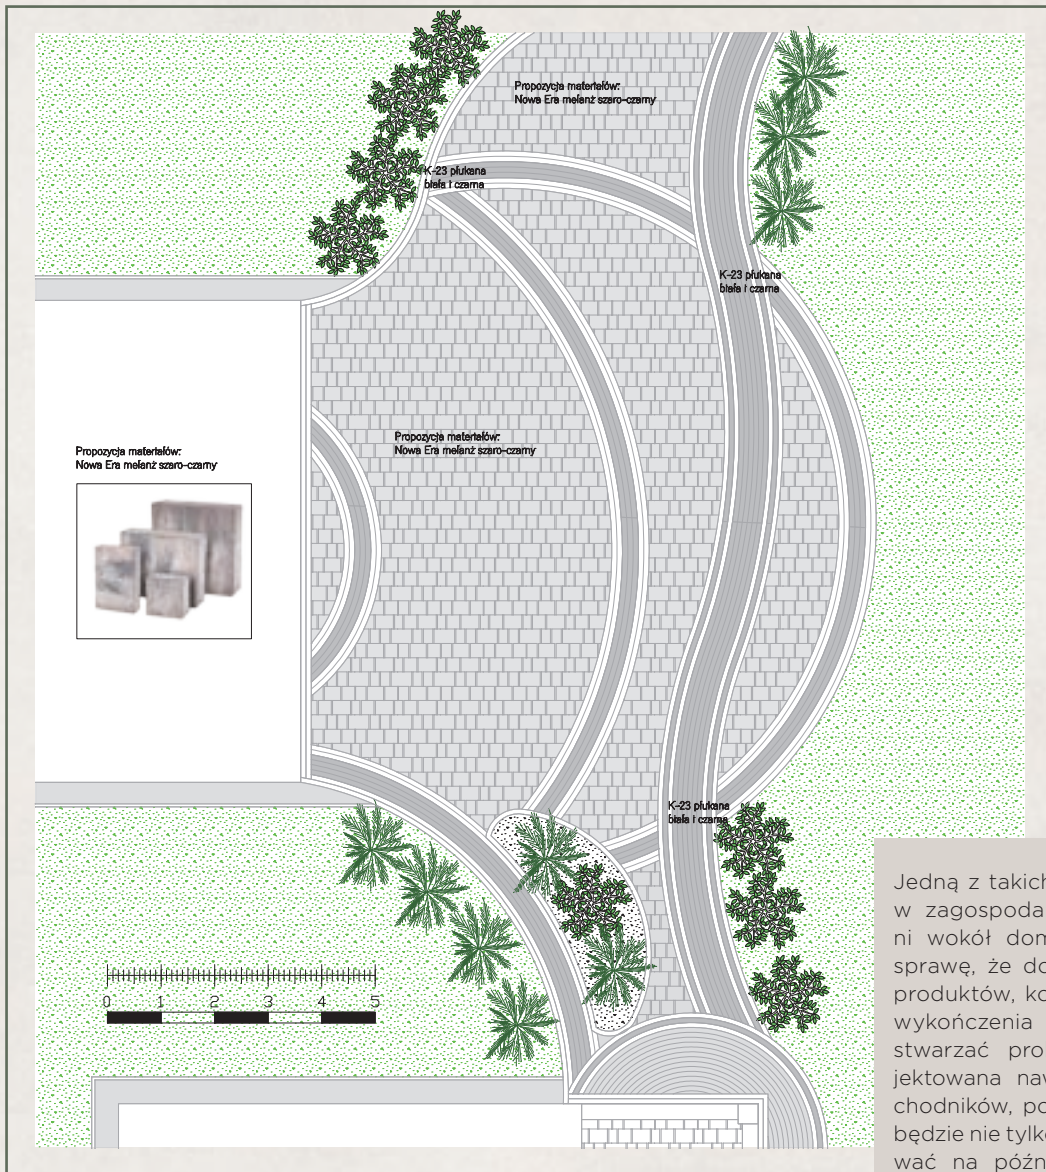 Propozycja materiałów:
Nowa Era melanż szaro-czarny
K-23 płukana
biała i czarna
K-23 płukana
biała i czarna
Propozycja materiałów:
Nowa Era melanż szaro-czarny
Propozycja materiałów:
Nowa Era melanż szaro-czarny
K-23 płukana
biała i czarna
0 1 2 3 4 5
Jedną z takich
w zagospoda
ni wokół dom
sprawę, że do
produktów, ko
wykończenia
stwarzać pro
jektowana naw
chodników, po
będzie nie tylko
wać na późn